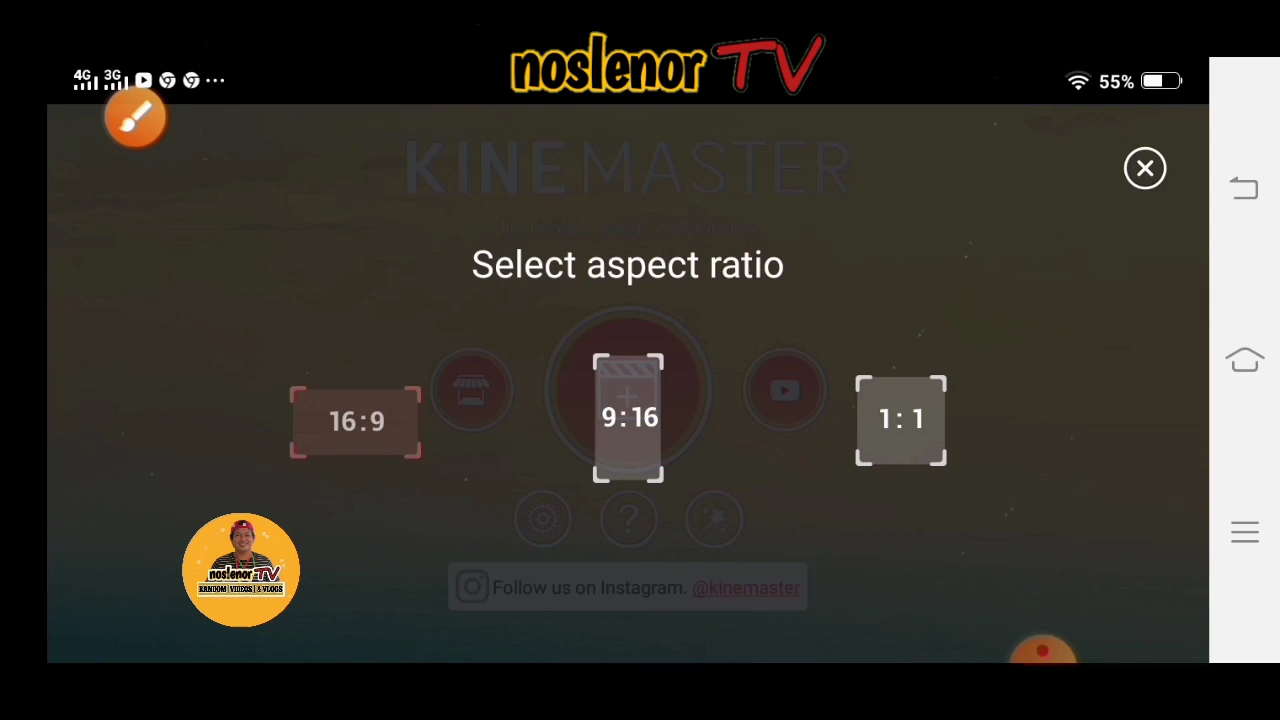 noslenor TV
4G 3G 55%
KINEMASTER
Select aspect ratio
16:9 9:16 1:1
noslenor TV
RANDOM | VIDEOS | & VLOGS
Follow us on Instagram. @kinemaster